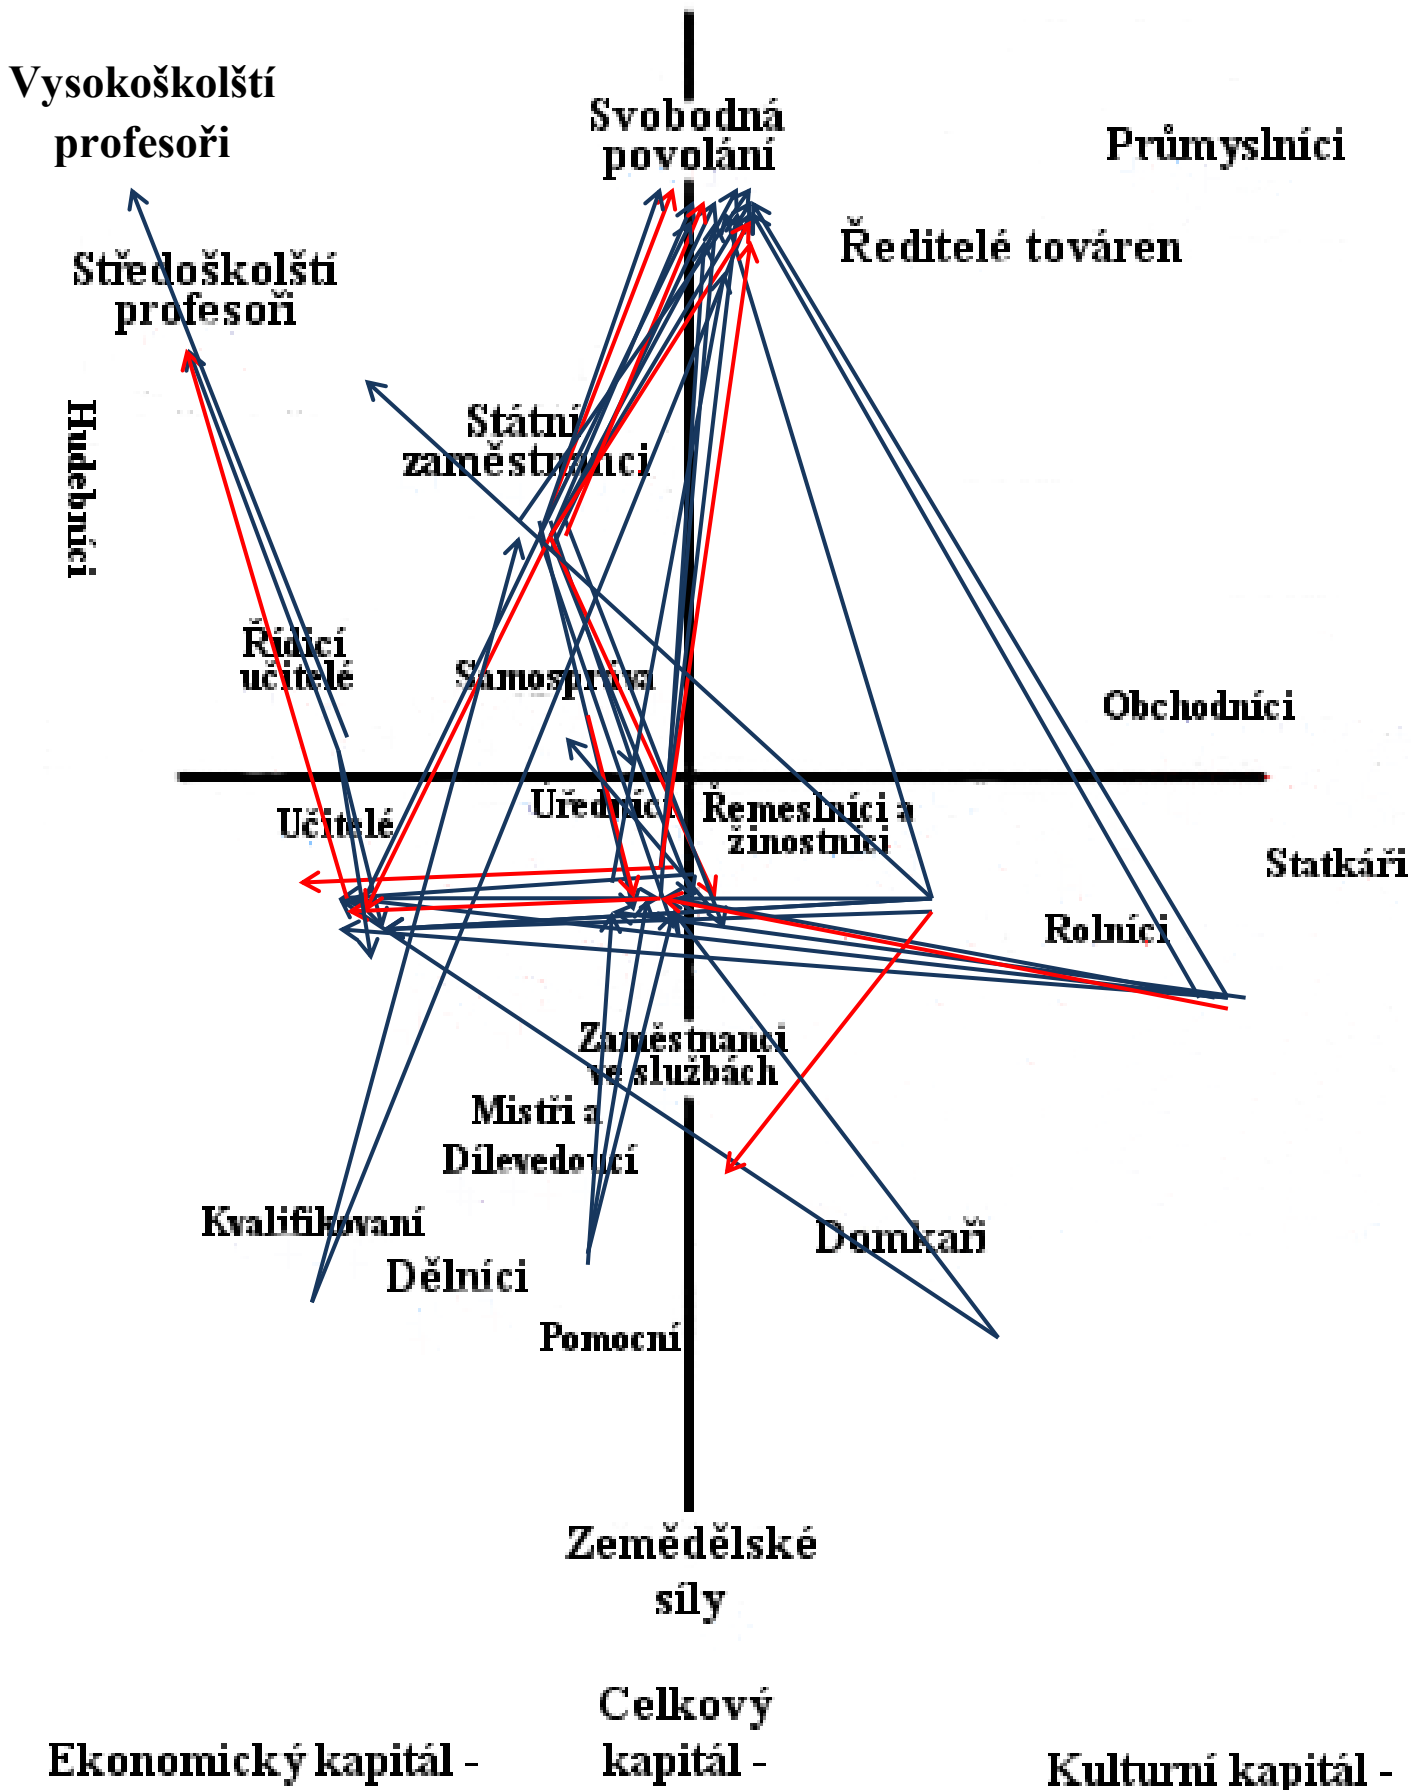 Vysokoškolští
profesoři
Svobodná
povolání
Průmyslníci
Ředitelé továren
Středoškolští
profesoři
Hudebníci
Státní
zaměstnanci
Řídicí
učitelé
Samospráva
Obchodníci
Učitelé
Úředníci
Řemeslníci a
žinostníci
Statkáři
Rolníci
Zaměstnanci
ve službách
Mistři a
Dílevedoucí
Kvalifikovaní
Dělníci
Domkaři
Pomocní
Zemědělské
síly
Celkový
kapitál -
Ekonomický kapitál -
Kulturní kapitál -